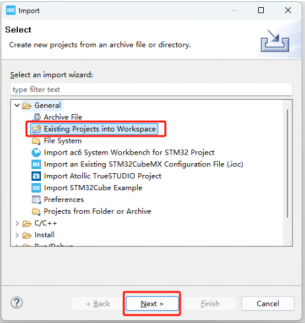 IDE Import
Select
Create new projects from an archive file or directory.
Select an import wizard:
type filter text
General
Archive File
Existing Projects into Workspace
File System
Import ac6 System Workbench for STM32 Project
Import an Existing STM32CubeMX Configuration File (.ioc)
Import Atollic TrueSTUDIO Project
Import STM32Cube Example
Preferences
Projects from Folder or Archive
C/C++
Install
Run/Debug
< Back Next > Finish Cancel